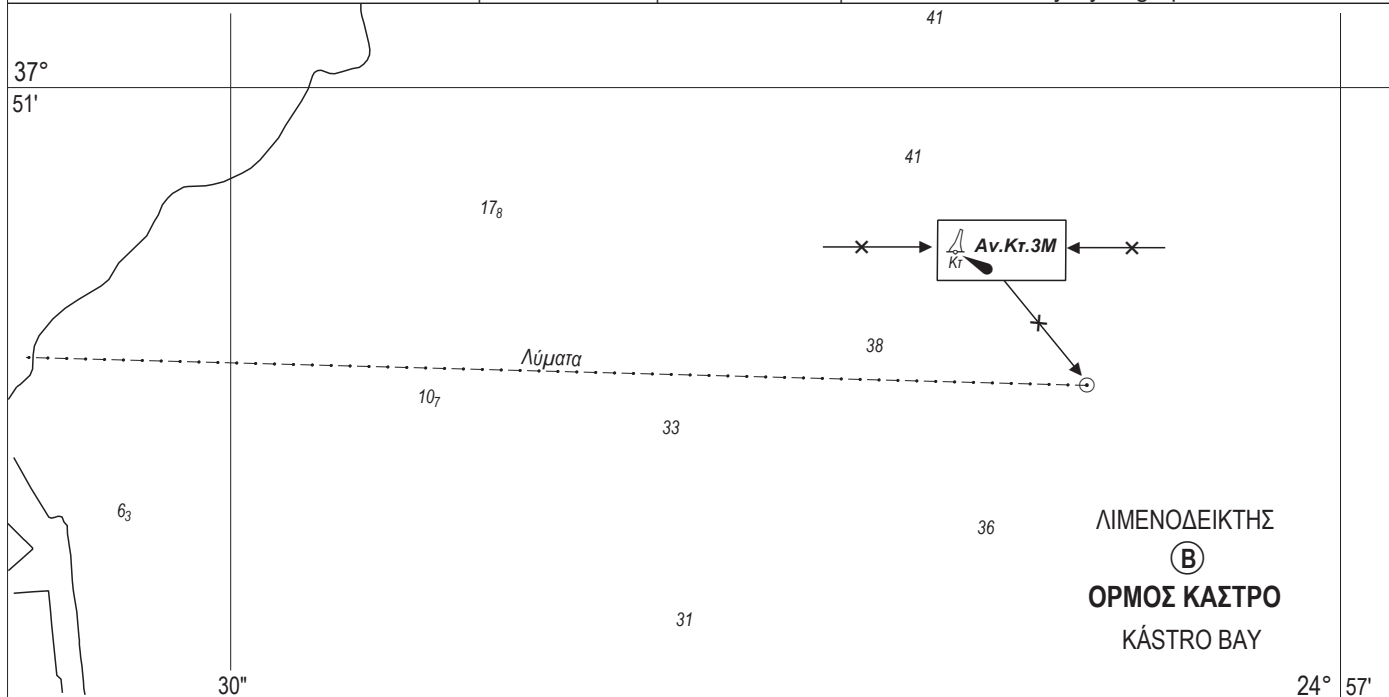 41
37°
51'
41
17₈
Αν.Κτ.3Μ
Κτ
38
Λύματα
10₇
33
6₃
36
ΛΙΜΕΝΟΔΕΙΚΤΗΣ
Β
ΟΡΜΟΣ ΚΑΣΤΡΟ
31
KÁSTRO BAY
30"
24° 57'